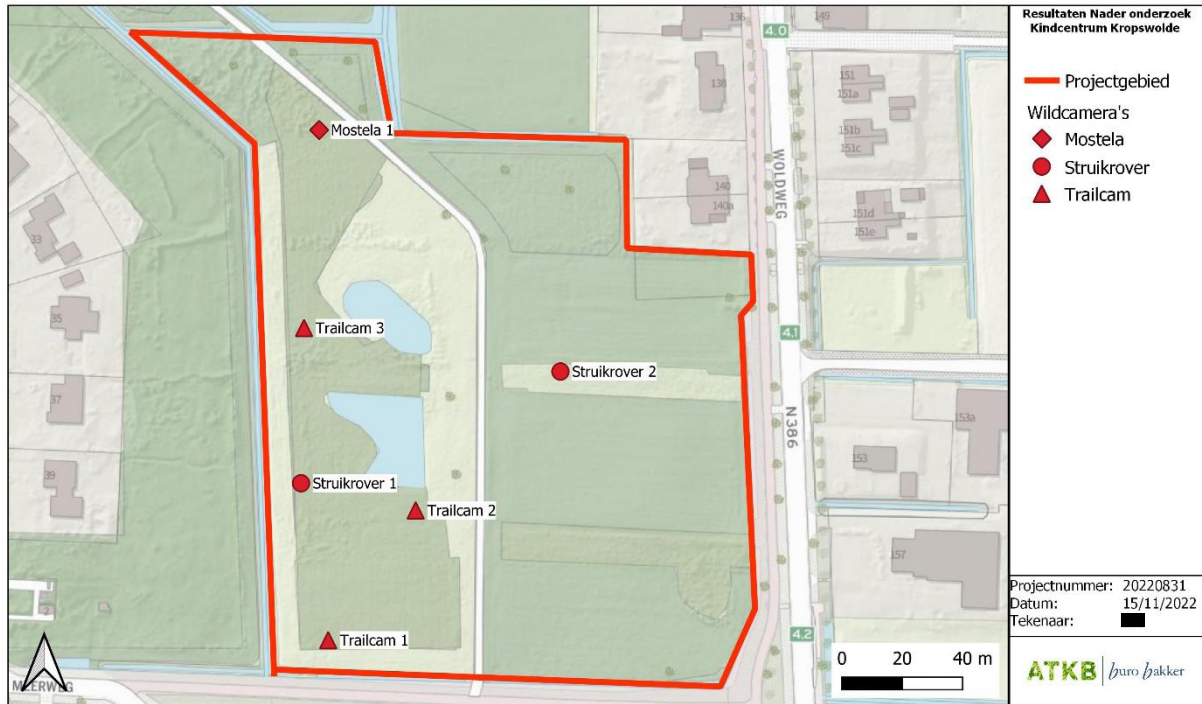 Resultaten Nader onderzoek
Kindcentrum Kropswolde
Projectgebied
Wildcamera's
Mostela
Struikrover
Trailcam
Mostela 1
Trailcam 3
Struikrover 2
Struikrover 1
Trailcam 2
Trailcam 1
136
149
4.0
138
151
151a
151b
151c
WOLDWEG
140
140a
151d
151e
33
35
4.1
37
N386
153a
39
153
157
2
4.2
MEERWEG
0 20 40 m
Projectnummer: 20220831
Datum: 15/11/2022
Tekenaar:
ATKB buro bakker